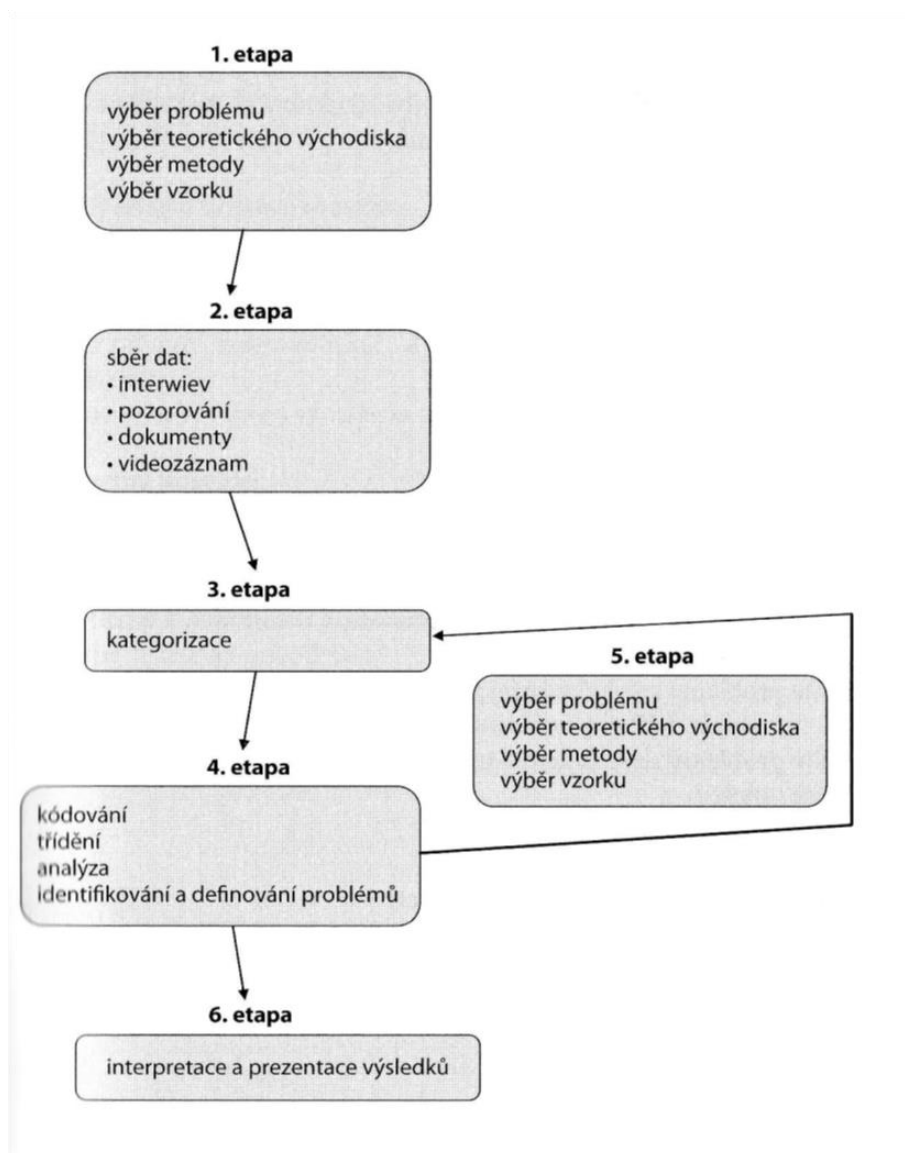 1. etapa
výběr problému
výběr teoretického východiska
výběr metody
výběr vzorku
2. etapa
sběr dat:
• interwiev
• pozorování
• dokumenty
• videozáznam
3. etapa
kategorizace
5. etapa
výběr problému
výběr teoretického východiska
výběr metody
výběr vzorku
4. etapa
kódování
třídění
analýza
identifikování a definování problémů
6. etapa
interpretace a prezentace výsledků